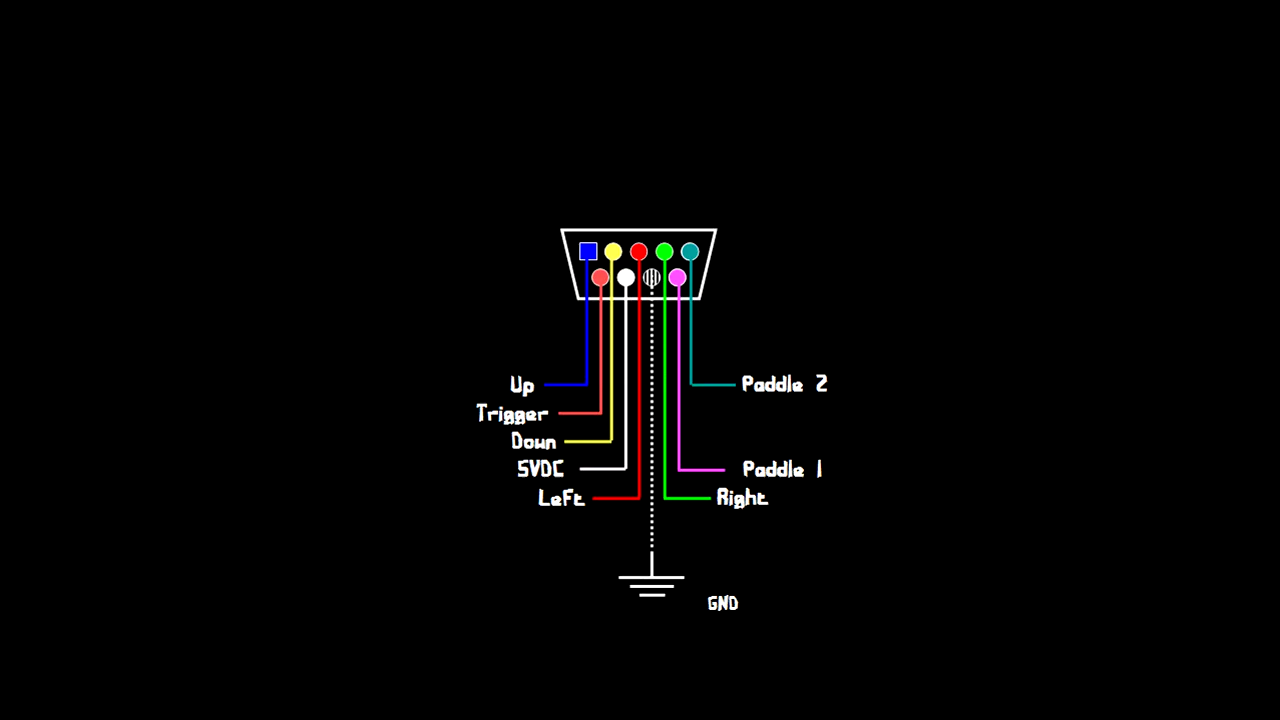 Up
Paddle 2
Trigger
Down
5VDC
Paddle 1
Left
Right
GND